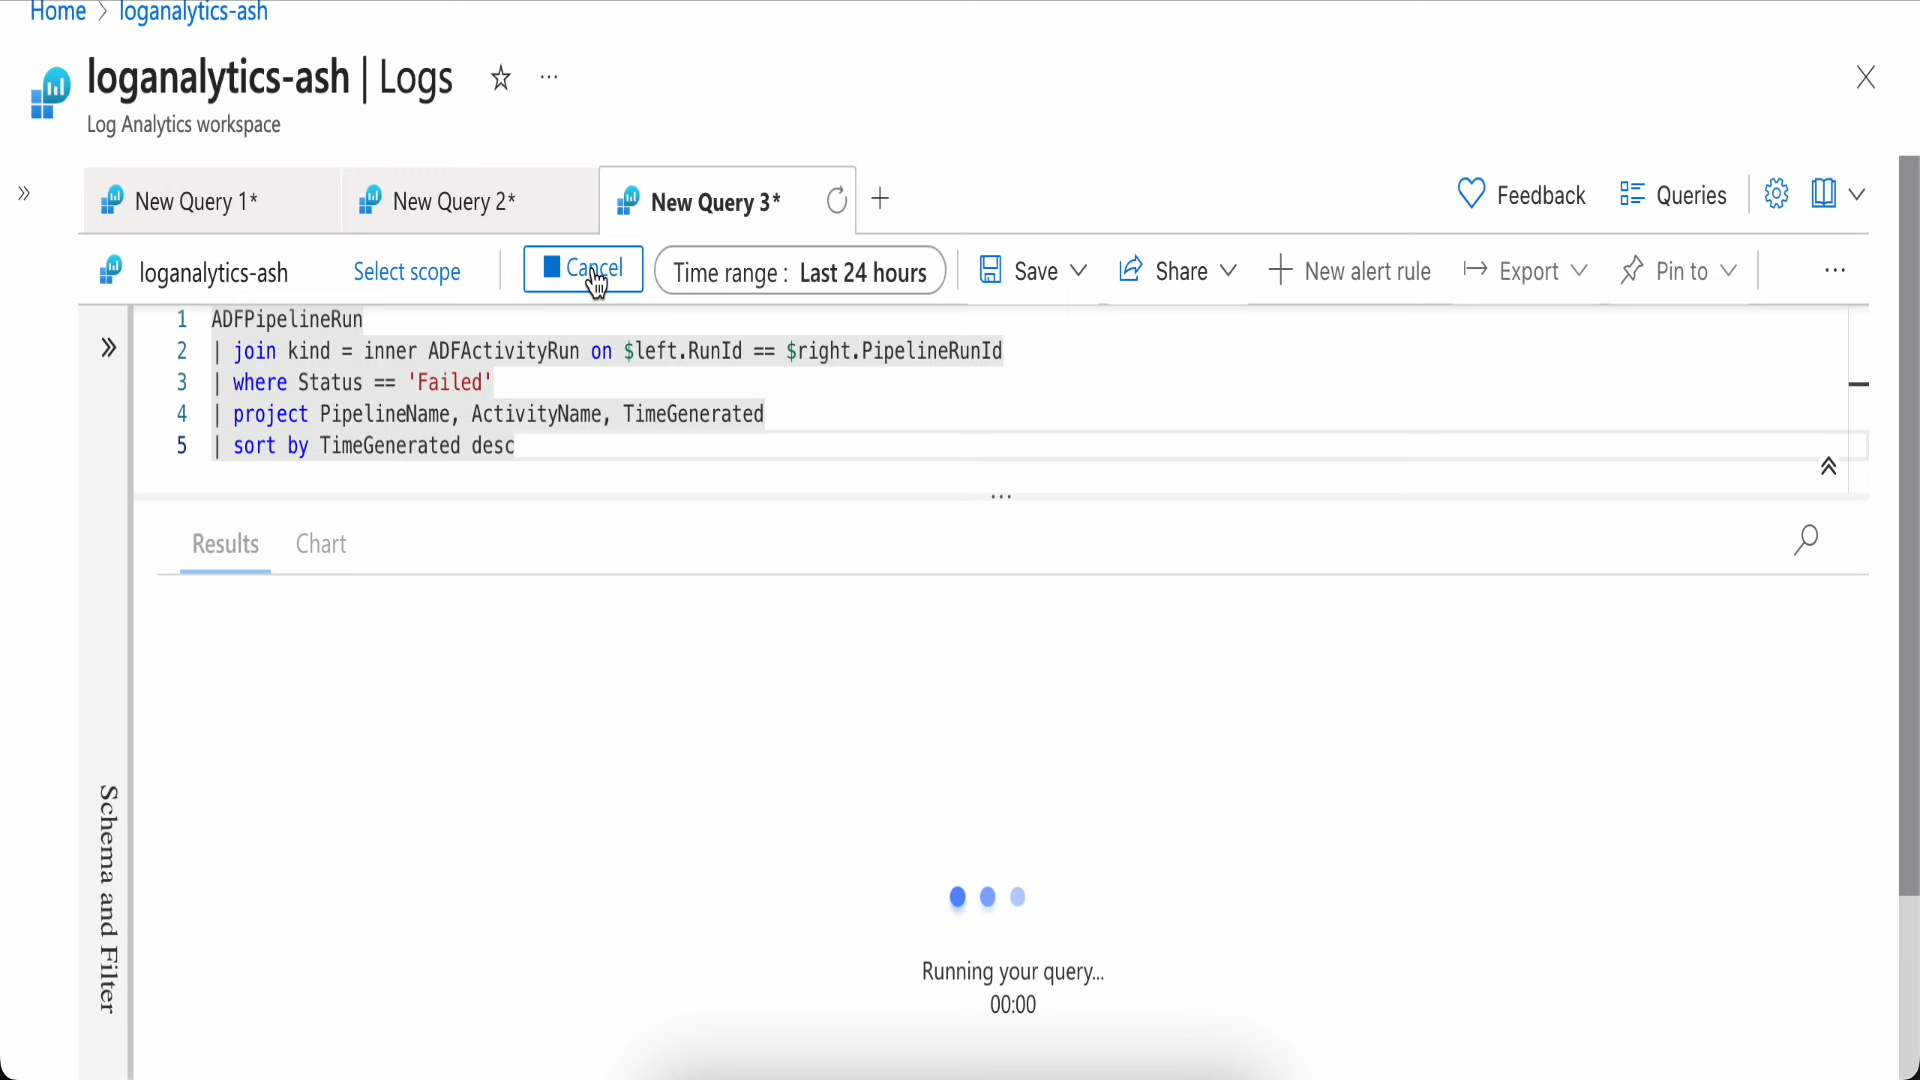 Home > loganalytics-ash
loganalytics-ash | Logs
Log Analytics workspace
New Query 1*
New Query 2*
New Query 3*
Feedback
Queries
loganalytics-ash
Select scope
Cancel
Time range : Last 24 hours
Save
Share
New alert rule
Export
Pin to
1 ADFPipelineRun
2 | join kind = inner ADFActivityRun on $left.RunId == $right.PipelineRunId
3 | where Status == 'Failed'
4 | project PipelineName, ActivityName, TimeGenerated
5 | sort by TimeGenerated desc
Results
Chart
Schema and Filter
Running your query...
00:00